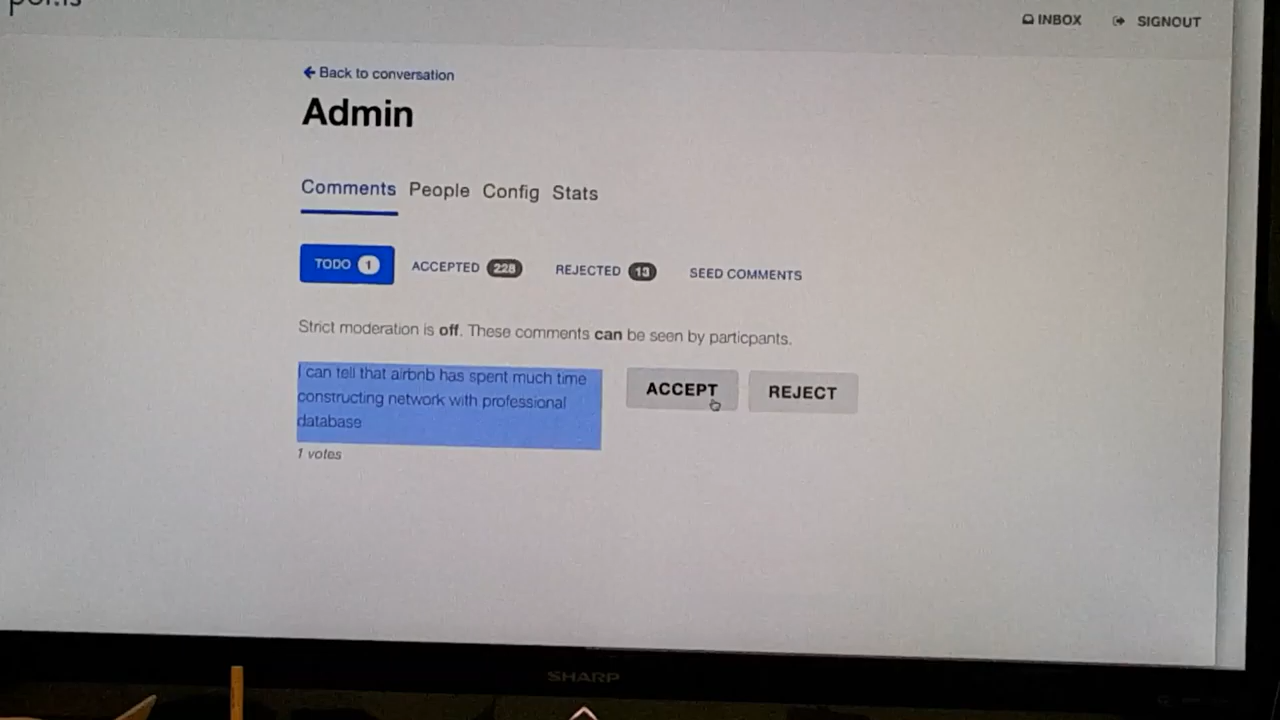 pol.is
INBOX SIGNOUT
Back to conversation
Admin
Comments People Config Stats
TODO 1 ACCEPTED 228 REJECTED 13 SEED COMMENTS
Strict moderation is off. These comments can be seen by particpants.
I can tell that airbnb has spent much time
constructing network with professional
database
ACCEPT REJECT
1 votes
SHARP